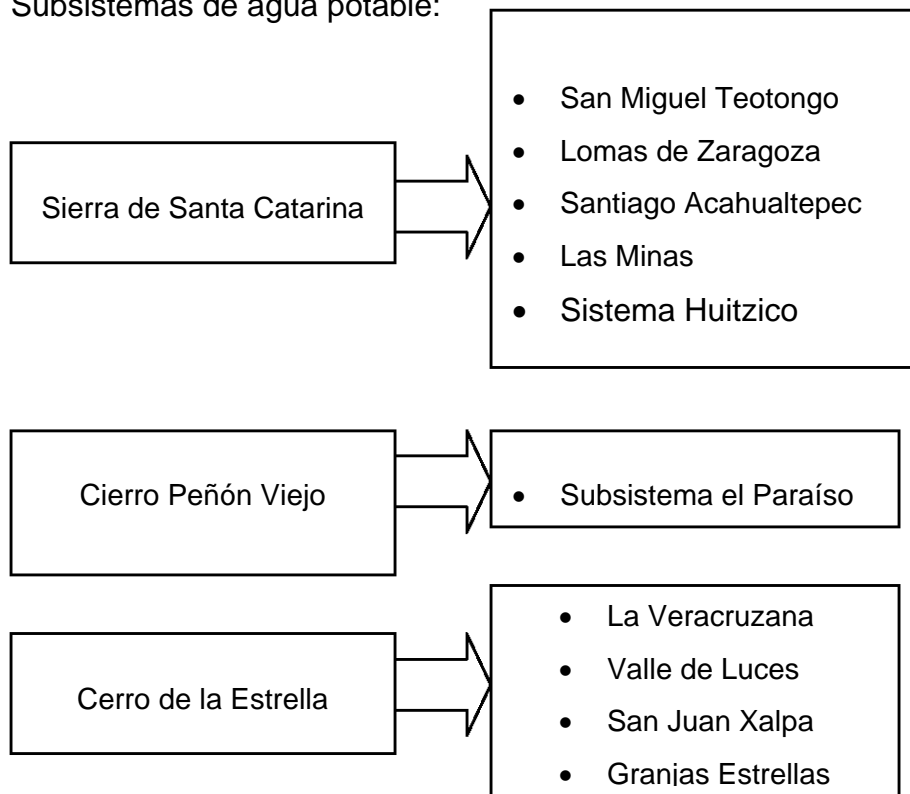 Subsistemas de agua potable:
Sierra de Santa Catarina
• San Miguel Teotongo
• Lomas de Zaragoza
• Santiago Acahualtepec
• Las Minas
• Sistema Huitzico
Cierro Peñón Viejo
• Subsistema el Paraíso
Cerro de la Estrella
• La Veracruzana
• Valle de Luces
• San Juan Xalpa
• Granjas Estrellas